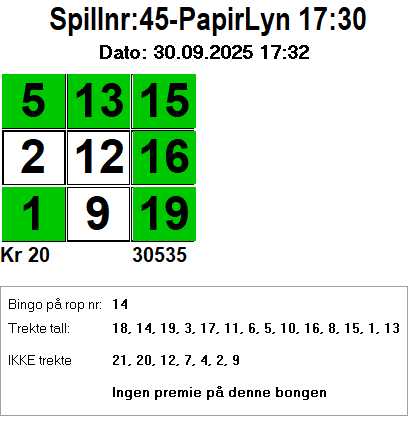 Spillnr:45-PapirLyn 17:30
Dato: 30.09.2025 17:32
5 13 15
2 12 16
1 9 19
Kr 20 30535
Bingo på rop nr: 14
Trekte tall: 18, 14, 19, 3, 17, 11, 6, 5, 10, 16, 8, 15, 1, 13
IKKE trekte 21, 20, 12, 7, 4, 2, 9
Ingen premie på denne bongen